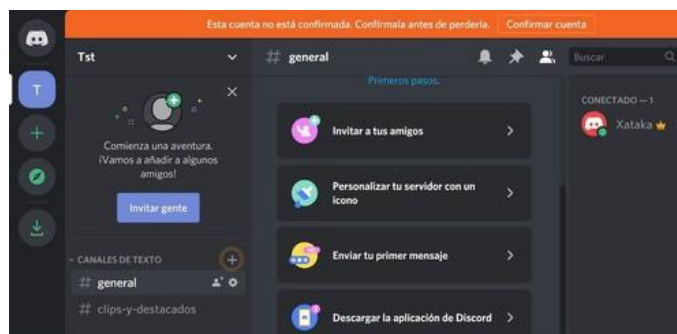 Esta cuenta no está confirmada. Confírmala antes de perderla. Confirmar cuenta
Tst
general
Buscar
T
Comienza una aventura.
¡Vamos a añadir a algunos
amigos!
Invitar gente
CANALES DE TEXTO
# general
# clips-y-destacados
Primeros pasos.
Invitar a tus amigos
Personalizar tu servidor con un
icono
Enviar tu primer mensaje
Descargar la aplicación de Discord
CONECTADO — 1
Xataka